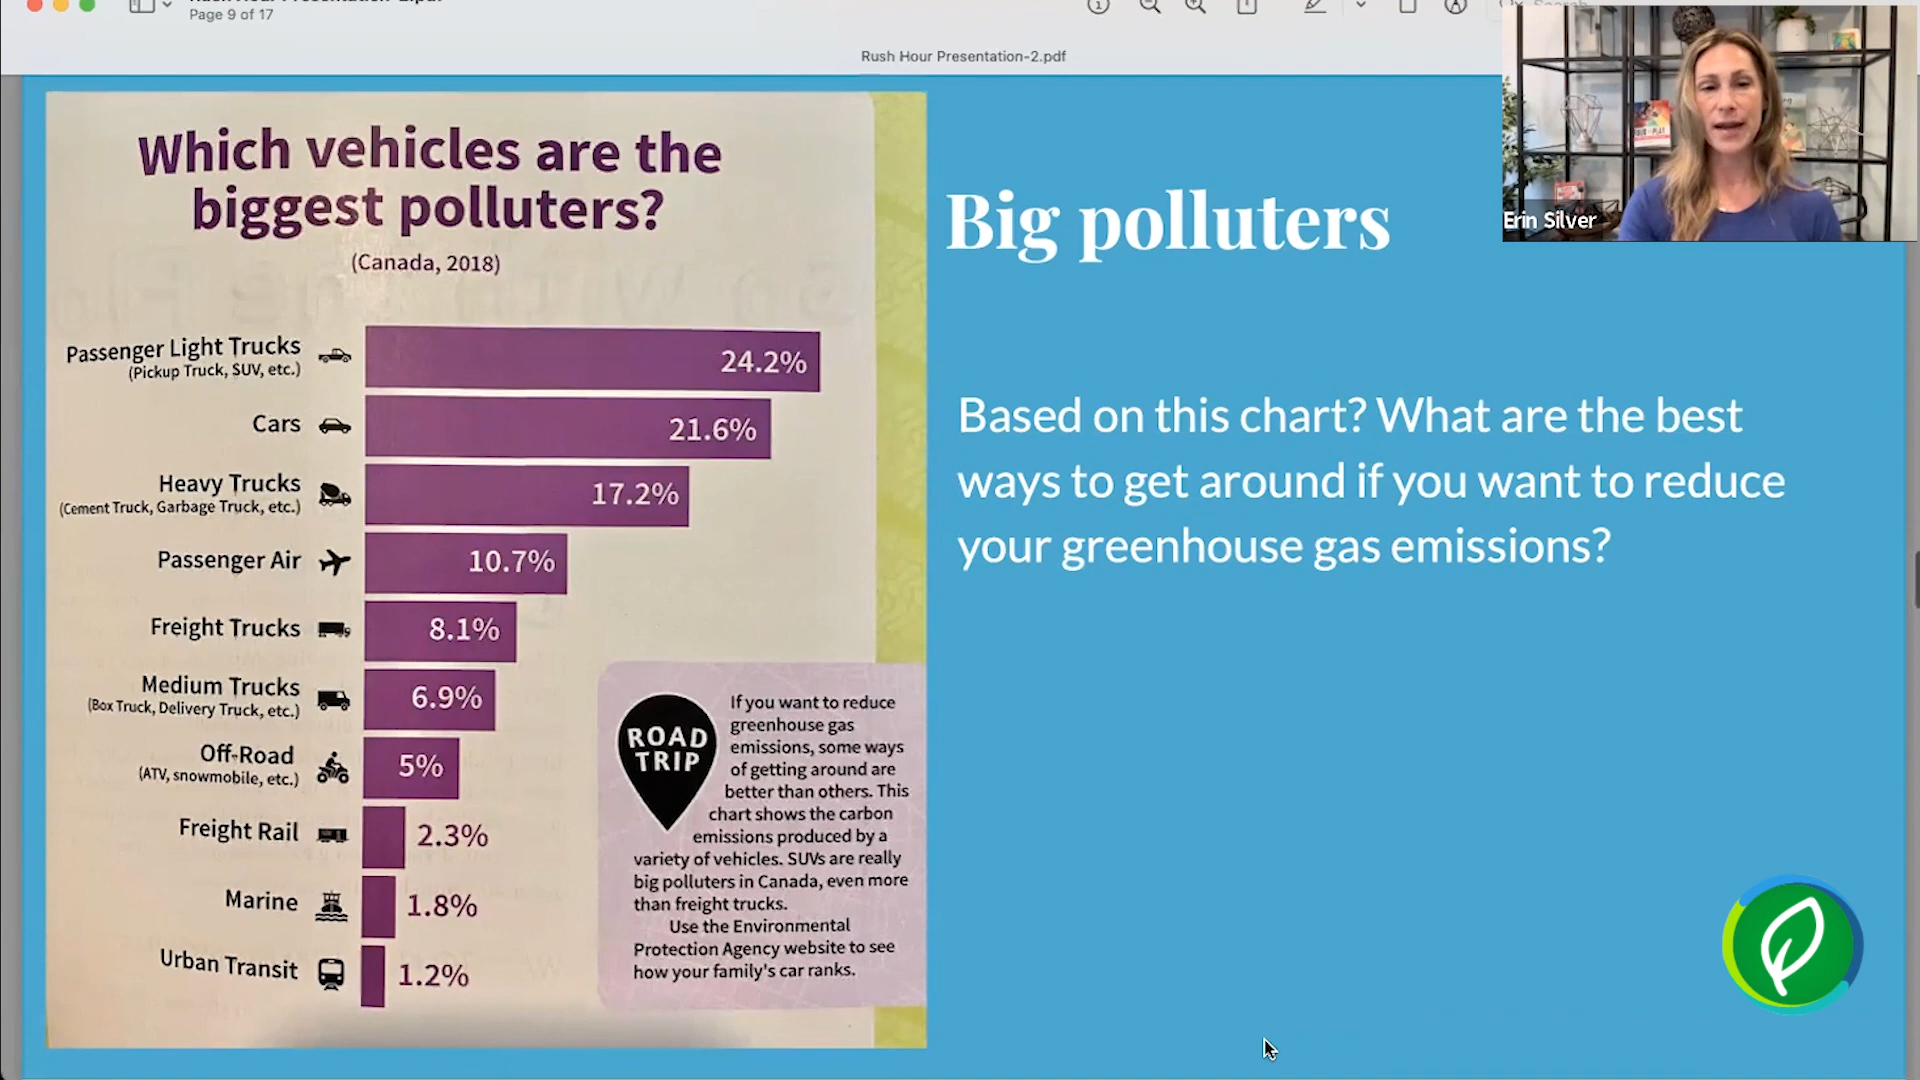 Page 9 of 17
Rush Hour Presentation-2.pdf
Erin Silver
Which vehicles are the
biggest polluters?
(Canada, 2018)
Passenger Light Trucks
(Pickup Truck, SUV, etc.)
24.2%
Cars
21.6%
Heavy Trucks
(Cement Truck, Garbage Truck, etc.)
17.2%
Passenger Air
10.7%
Freight Trucks
8.1%
Medium Trucks
(Box Truck, Delivery Truck, etc.)
6.9%
Off-Road
(ATV, snowmobile, etc.)
5%
Freight Rail
2.3%
Marine
1.8%
Urban Transit
1.2%
ROAD
TRIP
If you want to reduce
greenhouse gas
emissions, some ways
of getting around are
better than others. This
chart shows the carbon
emissions produced by a
variety of vehicles. SUVs are really
big polluters in Canada, even more
than freight trucks.
Use the Environmental
Protection Agency website to see
how your family's car ranks.
Big polluters
Based on this chart? What are the best
ways to get around if you want to reduce
your greenhouse gas emissions?